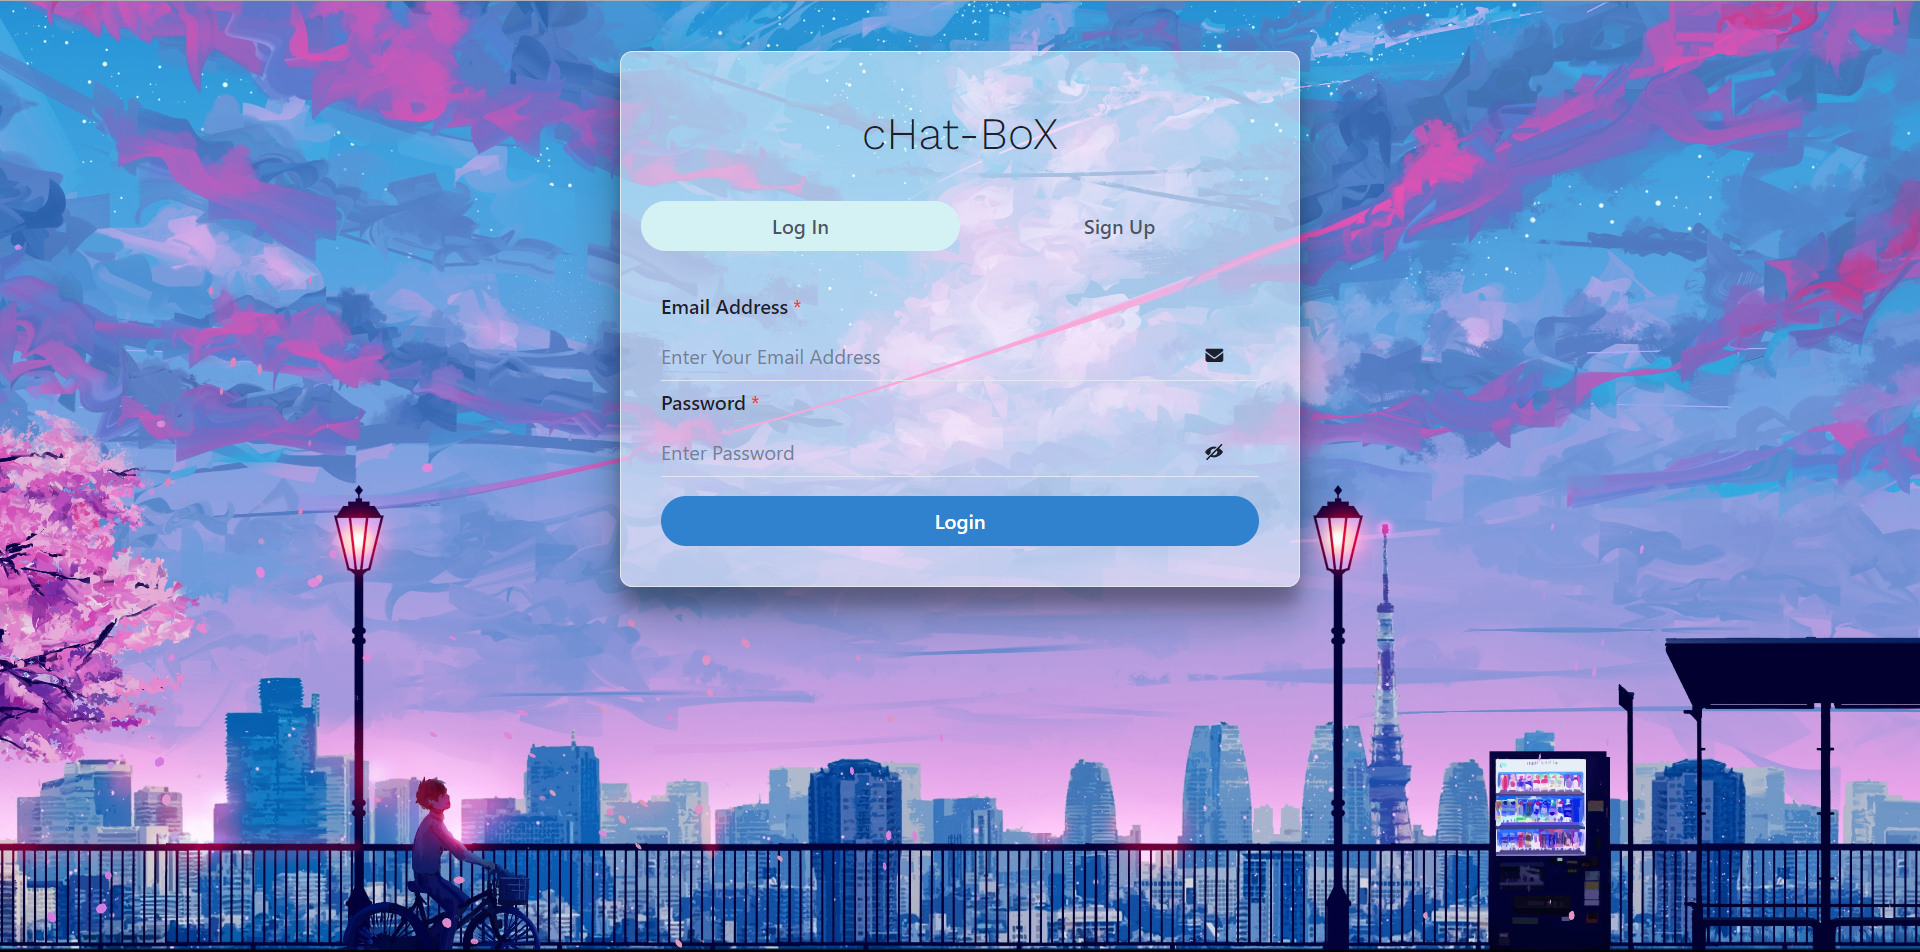 cHat-BoX
Log In
Sign Up
Email Address *
Enter Your Email Address
Password *
Enter Password
Login